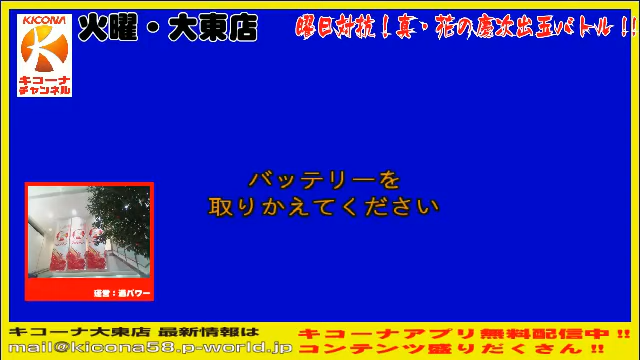 KICONA
キコーナ
チャンネル
火曜・大東店
曜日対抗！真・花の慶次出玉バトル！！
バッテリーを
取りかえてください
経営：遊パワー
キコーナ大東店 最新情報は
mail@kicona58.p-world.jp
キコーナアプリ無料配信中！！
コンテンツ盛りだくさん！！